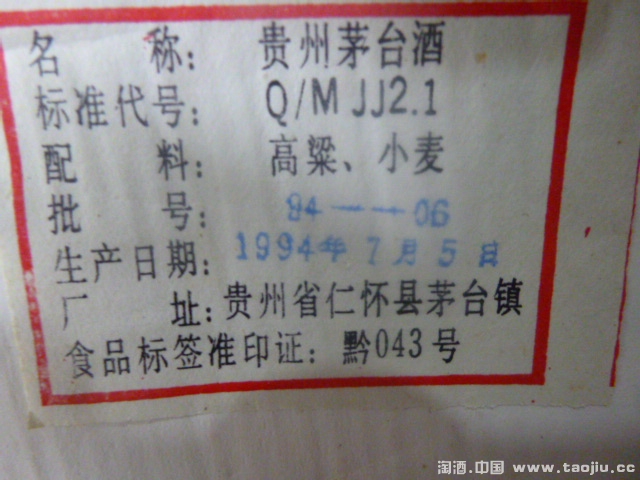 名 称: 贵州茅台酒
标准代号: Q/M JJ2.1
配 料: 高粱、小麦
批 号: 94—→06
生产日期: 1994年7月5日
厂 址: 贵州省仁怀县茅台镇
食品标签准印证: 黔043号
淘酒.中国 www.taojiu.cc